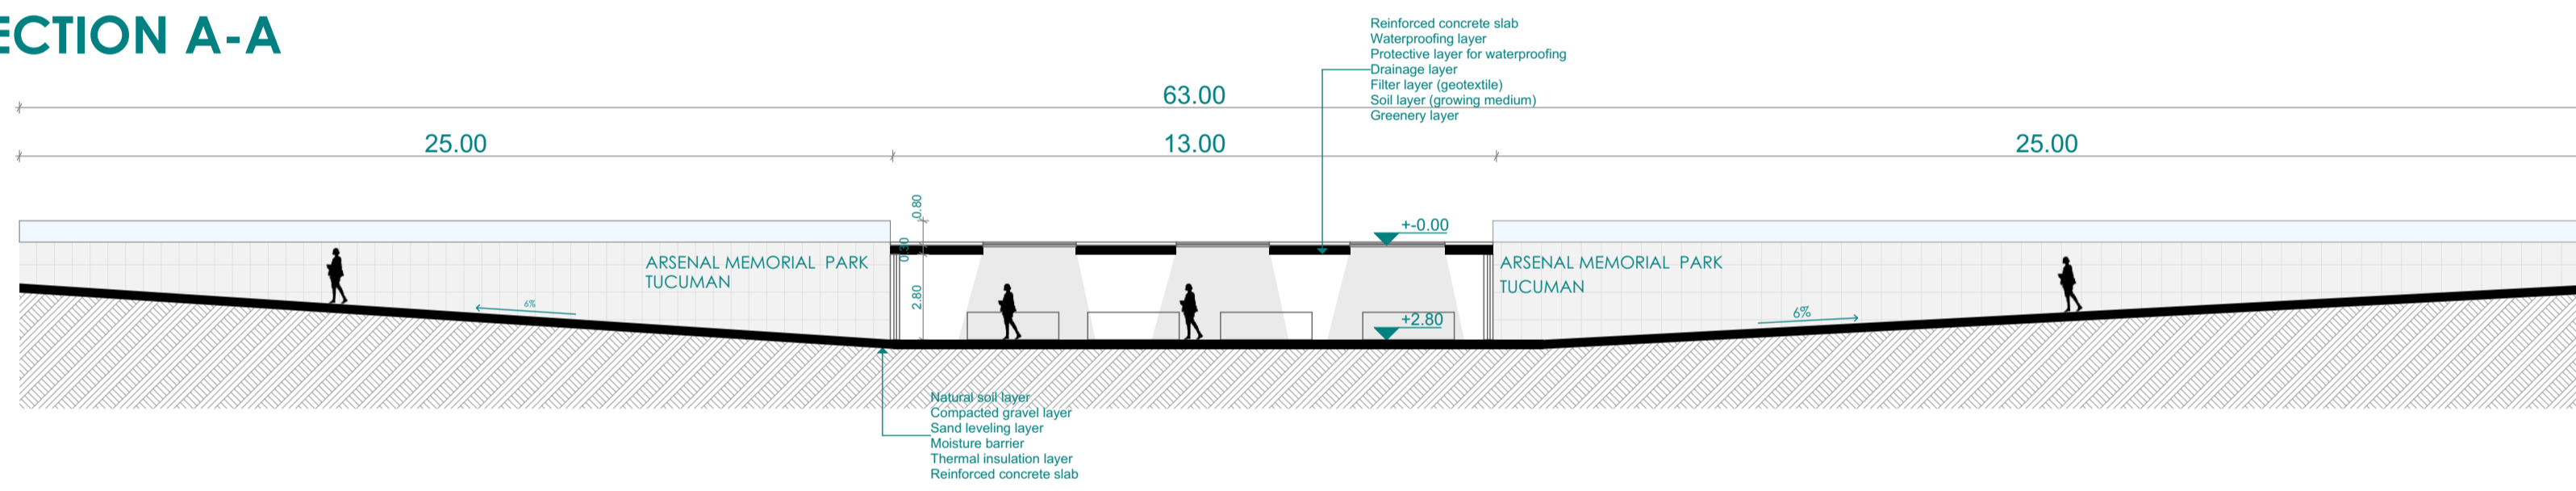 ECTION A-A
Reinforced concrete slab
Waterproofing layer
Protective layer for waterproofing
Drainage layer
Filter layer (geotextile)
Soil layer (growing medium)
Greenery layer
63.00
25.00
13.00
25.00
0.80
+-0.00
0.30
ARSENAL MEMORIAL PARK
TUCUMAN
ARSENAL MEMORIAL PARK
TUCUMAN
2.80
6%
6%
+2.80
Natural soil layer
Compacted gravel layer
Sand leveling layer
Moisture barrier
Thermal insulation layer
Reinforced concrete slab